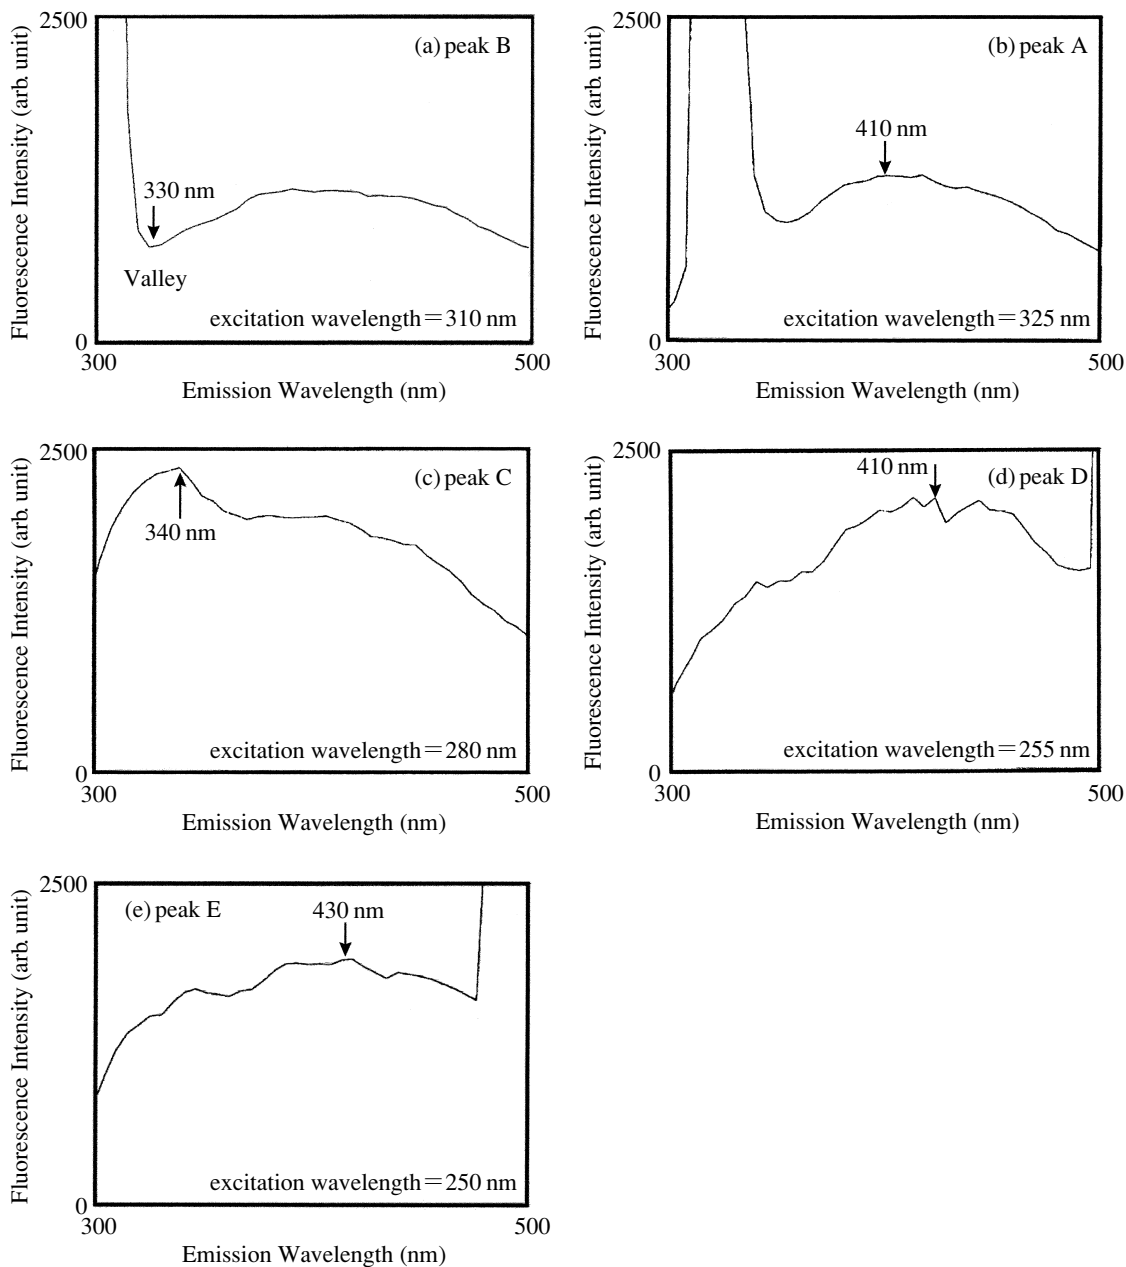 2500
(a) peak B
330 nm
Valley
excitation wavelength=310 nm
0
300
500
Emission Wavelength (nm)
Fluorescence Intensity (arb. unit)
2500
(b) peak A
410 nm
excitation wavelength=325 nm
0
300
500
Emission Wavelength (nm)
Fluorescence Intensity (arb. unit)
2500
(c) peak C
340 nm
excitation wavelength=280 nm
0
300
500
Emission Wavelength (nm)
Fluorescence Intensity (arb. unit)
2500
410 nm
(d) peak D
excitation wavelength=255 nm
0
300
500
Emission Wavelength (nm)
Fluorescence Intensity (arb. unit)
2500
(e) peak E
430 nm
excitation wavelength=250 nm
0
300
500
Emission Wavelength (nm)
Fluorescence Intensity (arb. unit)